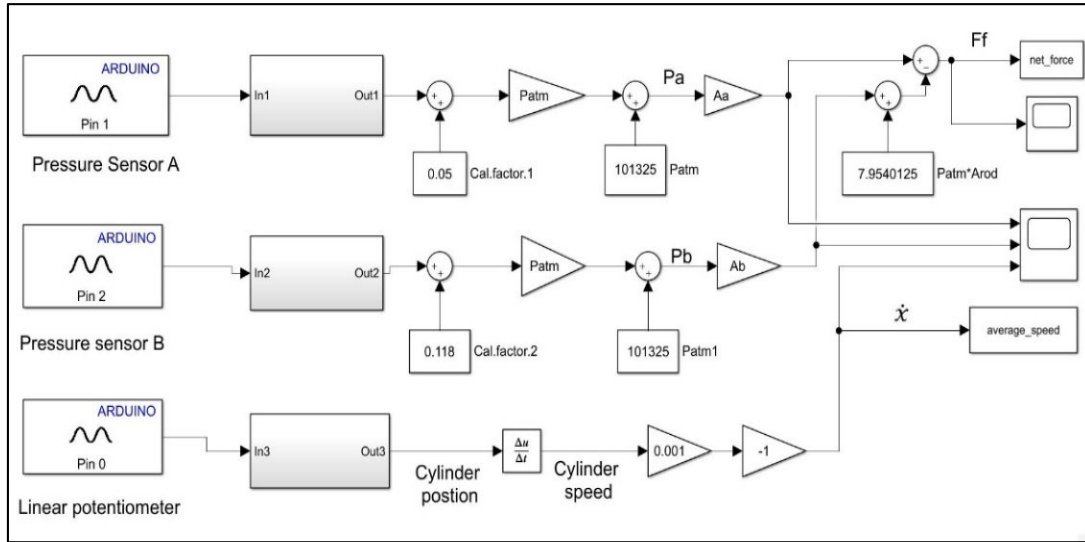 ARDUINO
Pin 1
Pressure Sensor A
In1
Out1
+
+
0.05
Cal.factor.1
Patm
+
+
101325
Patm
Pa
Aa
+
−
Ff
net_force
+
+
7.9540125
Patm*Arod
ARDUINO
Pin 2
Pressure sensor B
In2
Out2
+
+
0.118
Cal.factor.2
Patm
+
+
101325
Patm1
Pb
Ab
ẋ
average_speed
ARDUINO
Pin 0
Linear potentiometer
In3
Out3
Cylinder
postion
Δu
Δt
Cylinder
speed
0.001
-1